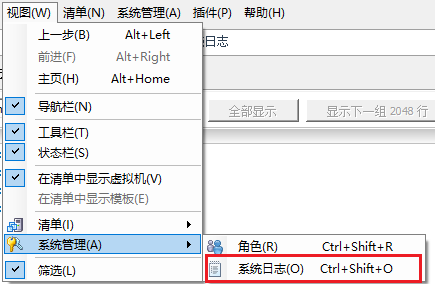 视图(W) 清单(N) 系统管理(A) 插件(P) 帮助(H)
上一步(B) Alt+Left
日志
前进(F) Alt+Right
主页(H) Alt+Home
导航栏(N)
全部显示 显示下一组 2048 行
工具栏(T)
状态栏(S)
在清单中显示虚拟机(V)
在清单中显示模板(E)
清单(I)
系统管理(A) 角色(R) Ctrl+Shift+R
筛选(L) 系统日志(O) Ctrl+Shift+O